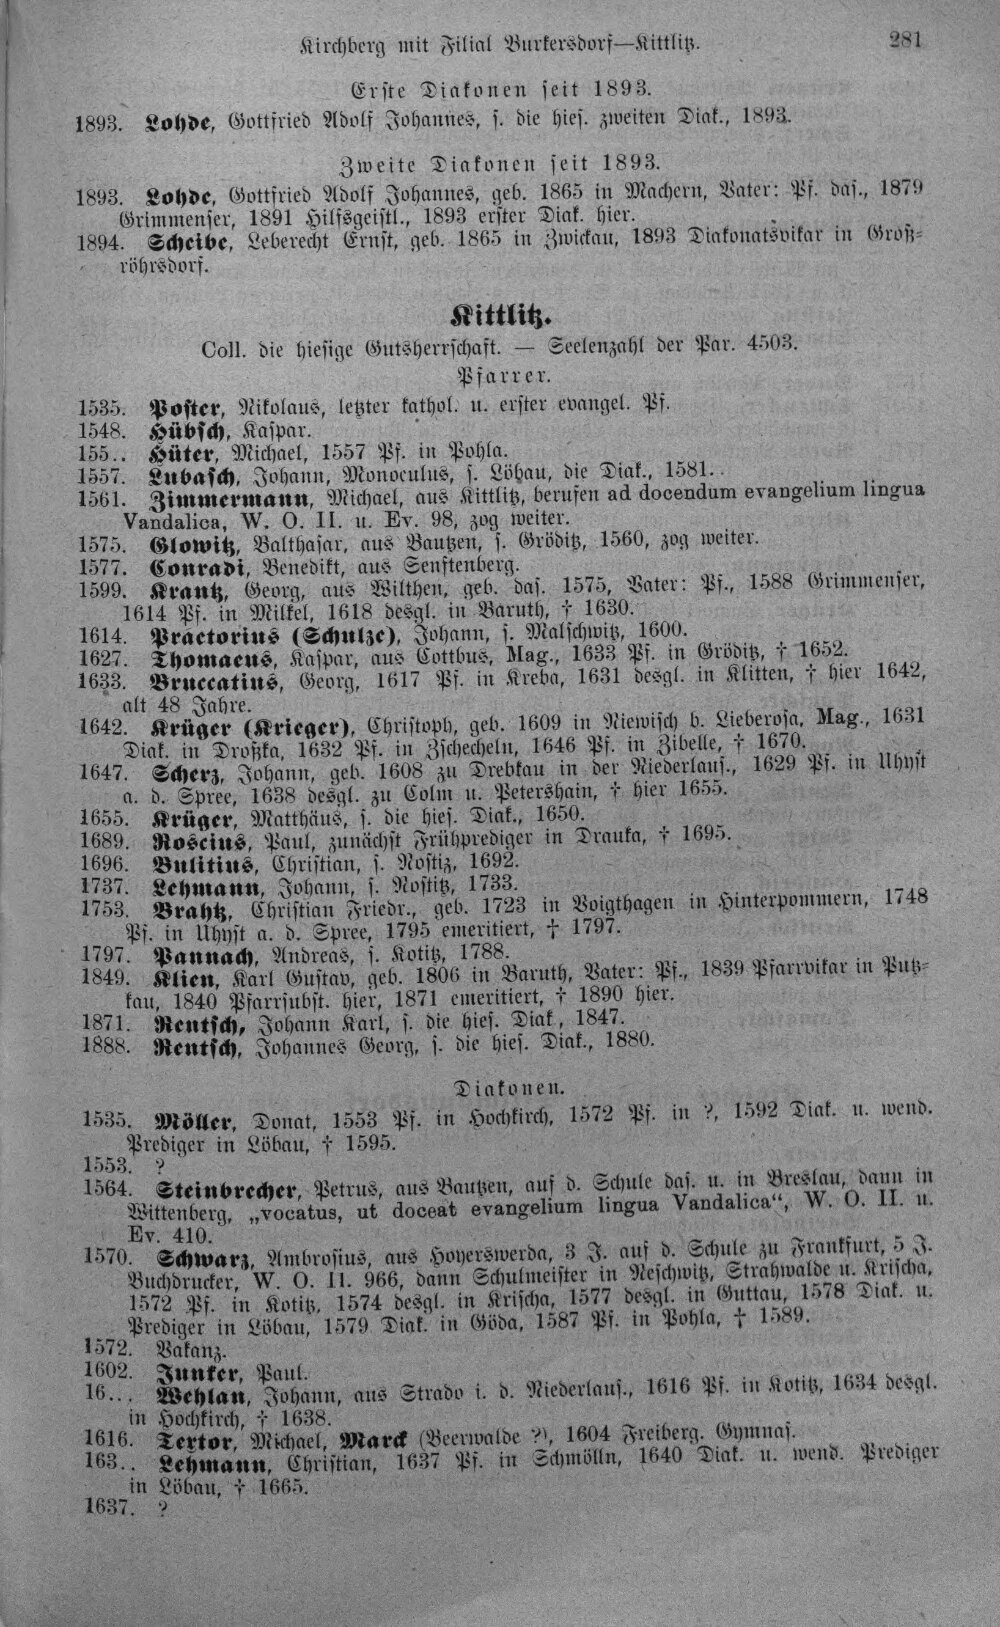 Kirchberg mit Filial Burkersdorf—Kittlitz. 281
Erste Diakonen seit 1893.
1893. Lohde, Gottfried Adolf Johannes, s. die hies. zweiten Diak., 1893.
Zweite Diakonen seit 1893.
1893. Lohde, Gottfried Adolf Johannes, geb. 1865 in Machern, Vater: Pf. das., 1879
Grimmenser, 1891 Hilfsgeistl., 1893 erster Diak. hier.
1894. Scheibe, Leberecht Ernst, geb. 1865 in Zwickau, 1893 Diakonatsvikar in Groß-
röhrsdorf.
Kittlitz.
Coll. die hiesige Gutsherrschaft. — Seelenzahl der Par. 4503.
Pfarrer.
1535. Poster, Nikolaus, letzter kathol. u. erster evangel. Pf.
1548. Hübsch, Kaspar.
155.. Hüter, Michael, 1557 Pf. in Pohla.
1557. Lubasch, Johann, Monoculus, s. Löbau, die Diak., 1581.
1561. Zimmermann, Michael, aus Kittlitz, berufen ad docendum evangelium lingua
Vandalica, W. O. II. u. Ev. 98, zog weiter.
1575. Glowitz, Balthasar, aus Bautzen, s. Gröditz, 1560, zog weiter.
1577. Conradi, Benedikt, aus Senftenberg.
1599. Krantz, Georg, aus Wilthen, geb. das. 1575, Vater: Pf., 1588 Grimmenser,
1614 Pf. in Milkel, 1618 desgl. in Baruth, † 1630.
1614. Praetorius (Schulze), Johann, s. Malschwitz, 1600.
1627. Thomaeus, Kaspar, aus Cottbus, Mag., 1633 Pf. in Gröditz, † 1652.
1633. Bruccatius, Georg, 1617 Pf. in Kreba, 1631 desgl. in Klitten, † hier 1642,
alt 48 Jahre.
1642. Krüger (Krieger), Christoph, geb. 1609 in Niewisch b. Lieberosa, Mag., 1631
Diak. in Droßka, 1632 Pf. in Zschecheln, 1646 Pf. in Zibelle, † 1670.
1647. Scherz, Johann, geb. 1608 zu Drebkau in der Niederlaus., 1629 Pf. in Uhyst
a. d. Spree, 1638 desgl. zu Colm u. Petershain, † hier 1655.
1655. Krüger, Matthäus, s. die hies. Diak., 1650.
1689. Roscius, Paul, zunächst Frühprediger in Drauka, † 1695.
1696. Bulitius, Christian, s. Nostiz, 1692.
1737. Lehmann, Johann, s. Nostitz, 1733.
1753. Brahtz, Christian Friedr., geb. 1723 in Voigthagen in Hinterpommern, 1748
Pf. in Uhyst a. d. Spree, 1795 emeritiert, † 1797.
1797. Pannach, Andreas, s. Kotitz, 1788.
1849. Klien, Karl Gustav, geb. 1806 in Baruth, Vater: Pf., 1839 Pfarrvikar in Putz-
kau, 1840 Pfarrsubst. hier, 1871 emeritiert, † 1890 hier.
1871. Rentsch, Johann Karl, s. die hies. Diak, 1847.
1888. Rentsch, Johannes Georg, s. die hies. Diak., 1880.
Diakonen.
1535. Möller, Donat, 1553 Pf. in Hochkirch, 1572 Pf. in ?, 1592 Diak. u. wend.
Prediger in Löbau, † 1595.
1553. ?
1564. Steinbrecher, Petrus, aus Bautzen, auf d. Schule das. u. in Breslau, dann in
Wittenberg, „vocatus, ut doceat evangelium lingua Vandalica“, W. O. II. u.
Ev. 410.
1570. Schwarz, Ambrosius, aus Hoyerswerda, 3 J. auf d. Schule zu Frankfurt, 5 J.
Buchdrucker, W. O. II. 966, dann Schulmeister in Neschwitz, Strahwalde u. Krischa,
1572 Pf. in Kotitz, 1574 desgl. in Krischa, 1577 desgl. in Guttau, 1578 Diak. u.
Prediger in Löbau, 1579 Diak. in Göda, 1587 Pf. in Pohla, † 1589.
1572. Vakanz.
1602. Junker, Paul.
16... Wehlan, Johann, aus Strado i. d. Niederlaus., 1616 Pf. in Kotitz, 1634 desgl.
in Hochkirch, † 1638.
1616. Textor, Michael, Marck (Beerwalde ?), 1604 Freiberg. Gymnas.
163.. Lehmann, Christian, 1637 Pf. in Schmölln, 1640 Diak. u. wend. Prediger
in Löbau, † 1665.
1637. ?